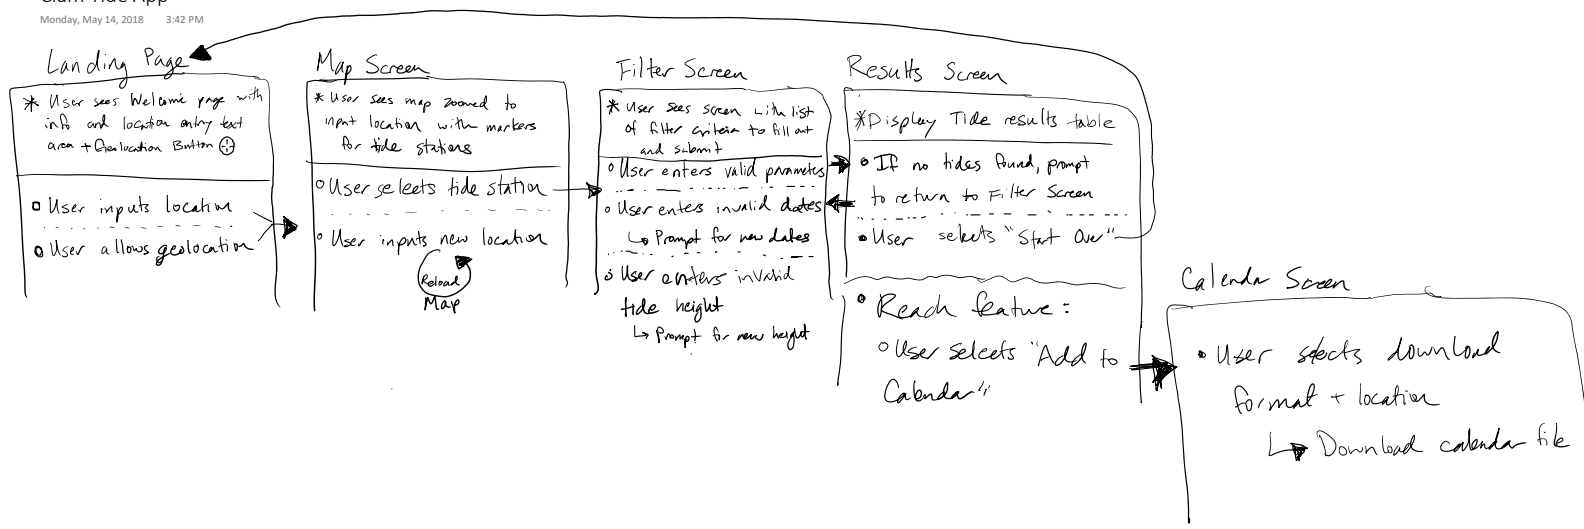 Clam Tide App
Monday, May 14, 2018 3:42 PM
Landing Page
* User sees Welcome page with
info and location entry text
area + Geolocation Button
User inputs location
User allows geolocation
Map Screen
* User sees map zoomed to
input location with markers
for tide stations
User selects tide station
User inputs new location
Reload
Map
Filter Screen
* User sees screen with list
of filter criteria to fill out
and submit
User enters valid parameters
User enters invalid dates
↳ Prompt for new dates
User enters invalid
tide height
↳ Prompt for new height
Results Screen
* Display Tide results table
• If no tides found, prompt
to return to Filter Screen
• User selects "Start Over"
• Reach feature:
User selects "Add to
Calendar"
Calendar Screen
• User selects download
format + location
↳ Download calendar file